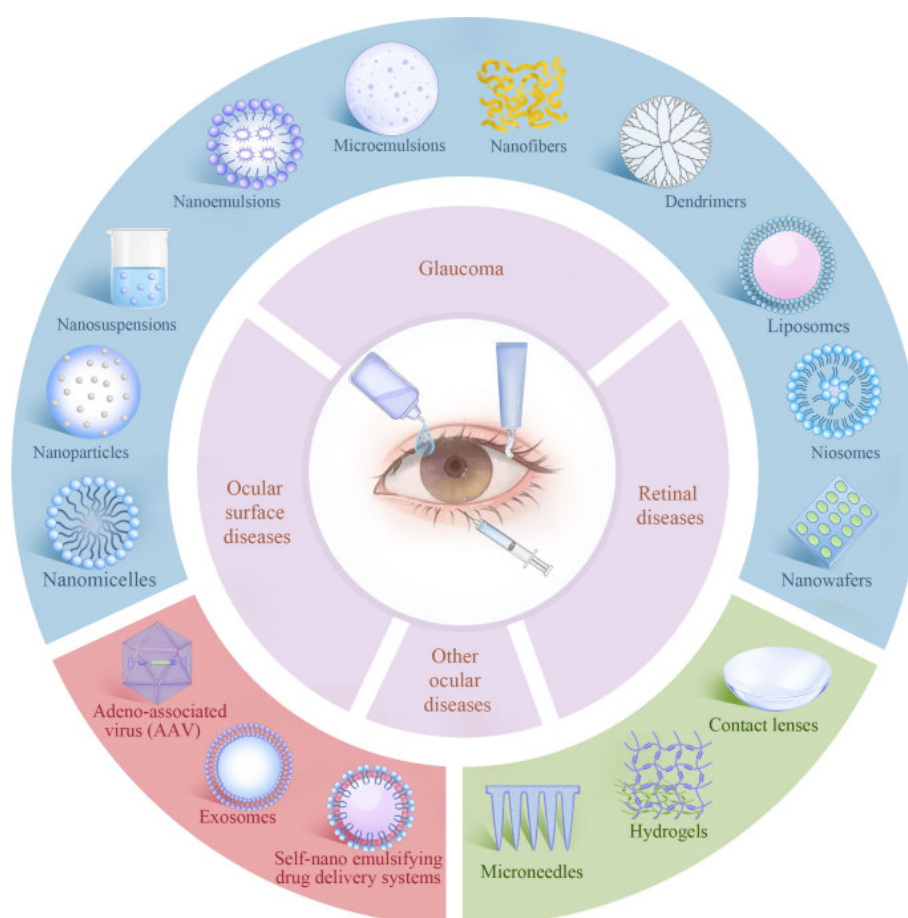 Microemulsions
Nanofibers
Nanoemulsions
Dendrimers
Nanosuspensions
Liposomes
Nanoparticles
Niosomes
Nanomicelles
Nanowafers
Glaucoma
Ocular
surface
diseases
Retinal
diseases
Other
ocular
diseases
Adeno-associated
virus (AAV)
Exosomes
Self-nano emulsifying
drug delivery systems
Contact lenses
Hydrogels
Microneedles